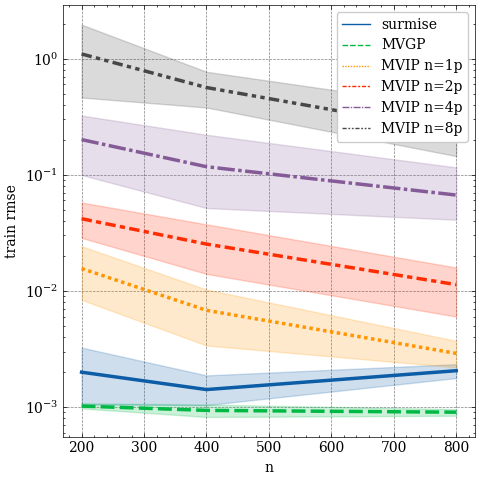 surmise
MVGP
MVIP n=1p
MVIP n=2p
MVIP n=4p
MVIP n=8p
train rmse
10⁰
10⁻¹
10⁻²
10⁻³
200 300 400 500 600 700 800
n